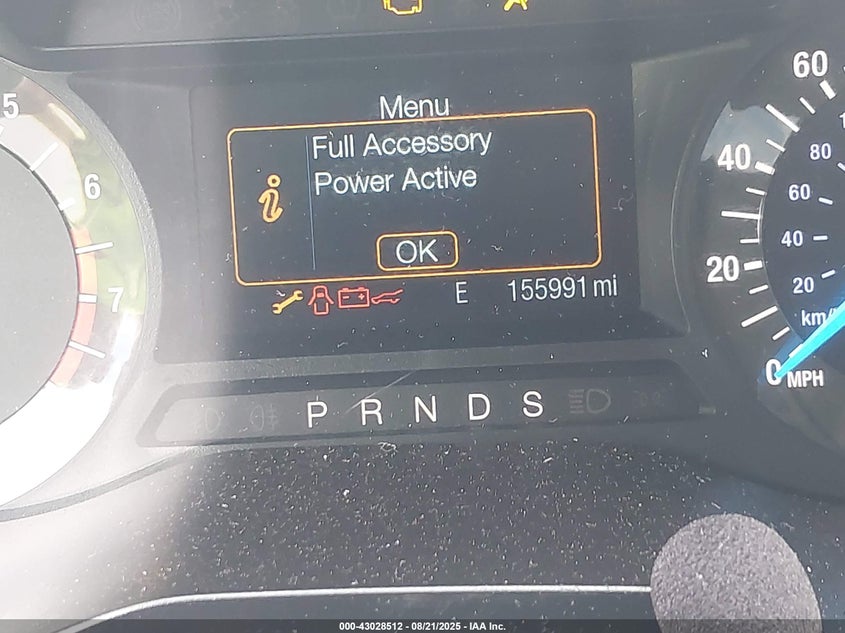 Menu
Full Accessory
Power Active
OK
E 155991 mi
P R N D S
5
6
7
60
40
20
0 MPH
80
60
40
20
km/
000-43028512 - 08/21/2025 - IAA Inc.